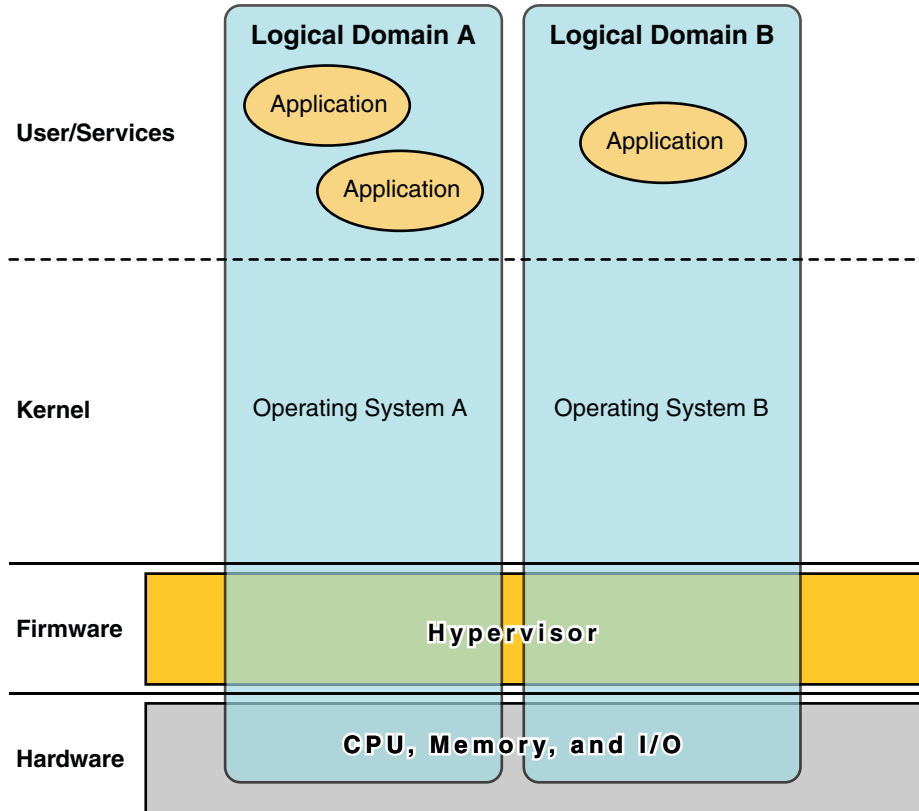 Logical Domain A
Logical Domain B
Application
Application
Application
User/Services
Kernel
Operating System A
Operating System B
Firmware
Hypervisor
Hardware
CPU, Memory, and I/O